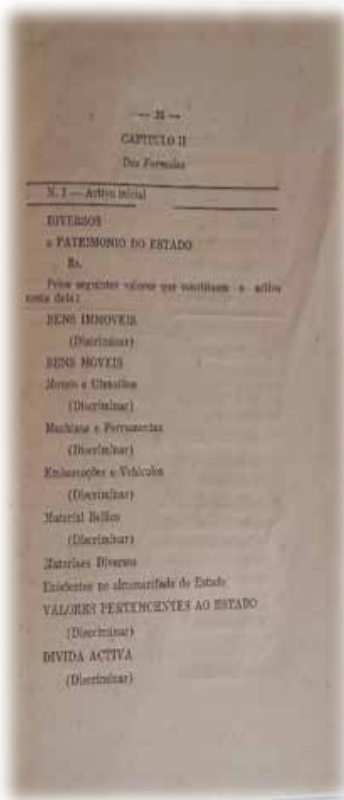 — 31 —
CAPITULO II
Das Formulas
N. 1 — Activo inicial
DIVERSOS
a PATRIMONIO DO ESTADO
Rs.
Pelos seguintes valores que constituem o activo
nesta data:
BENS IMMOVEIS
(Discriminar)
BENS MOVEIS
Moveis e Utensilios
(Discriminar)
Machinas e Ferramentas
(Discriminar)
Embarcações e Vehiculos
(Discriminar)
Material Bellico
(Discriminar)
Materiaes Diversos
Existentes no almoxarifado do Estado
VALORES PERTENCENTES AO ESTADO
(Discriminar)
DIVIDA ACTIVA
(Discriminar)